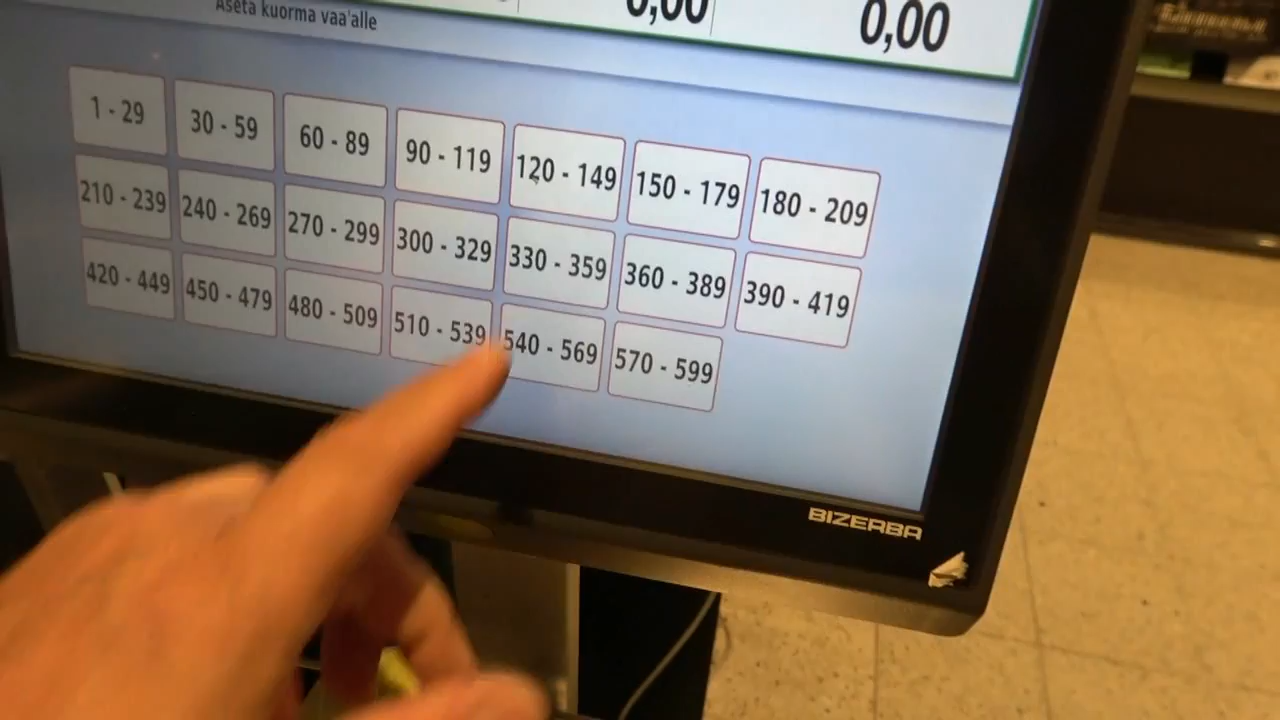 Aseta kuorma vaa'alle
0,00
0,00
1 - 29
30 - 59
60 - 89
90 - 119
120 - 149
150 - 179
180 - 209
210 - 239
240 - 269
270 - 299
300 - 329
330 - 359
360 - 389
390 - 419
420 - 449
450 - 479
480 - 509
510 - 539
540 - 569
570 - 599
BIZERBA